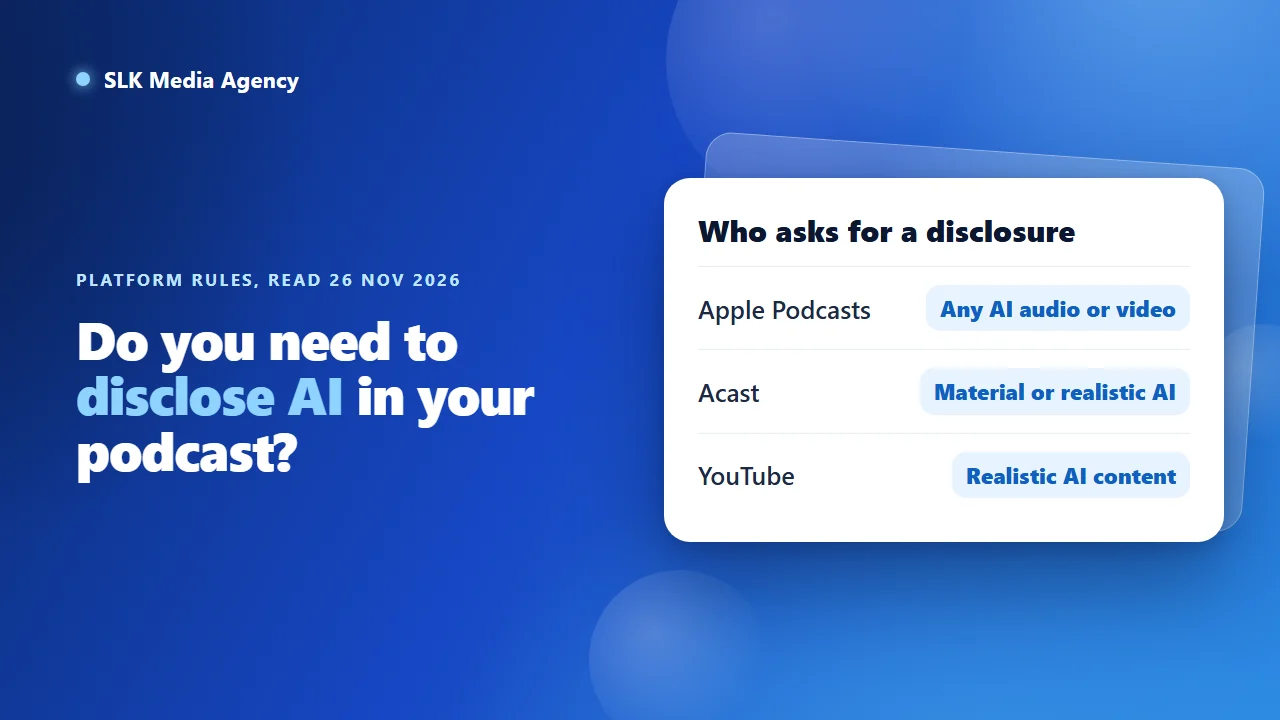 SLK Media Agency
PLATFORM RULES, READ 26 NOV 2026
Do you need to
disclose AI in your
podcast?
Who asks for a disclosure
Apple Podcasts Any AI audio or video
Acast Material or realistic AI
YouTube Realistic AI content